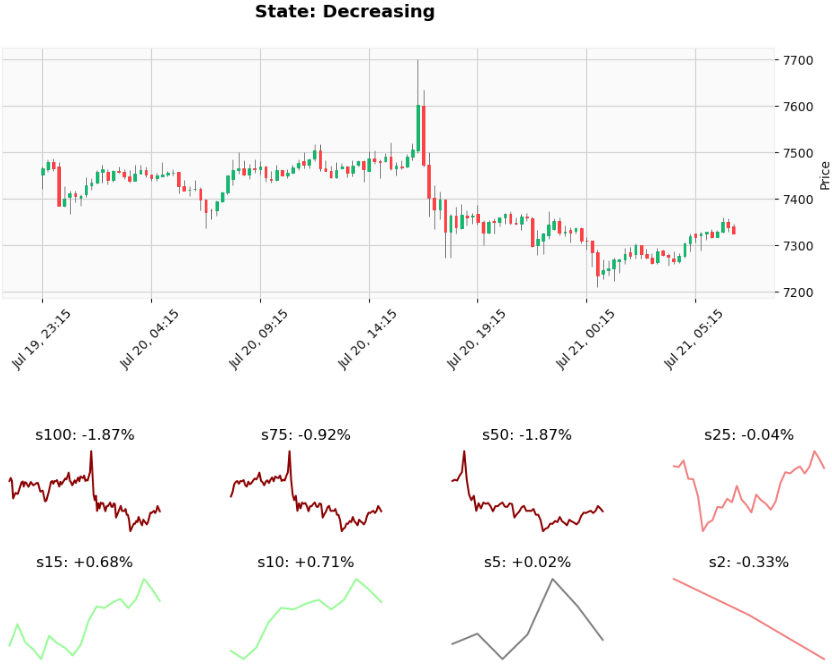 State: Decreasing
7700
7600
7500
7400
7300
7200
Price
Jul 19, 23:15
Jul 20, 04:15
Jul 20, 09:15
Jul 20, 14:15
Jul 20, 19:15
Jul 21, 00:15
Jul 21, 05:15
s100: -1.87%
s75: -0.92%
s50: -1.87%
s25: -0.04%
s15: +0.68%
s10: +0.71%
s5: +0.02%
s2: -0.33%